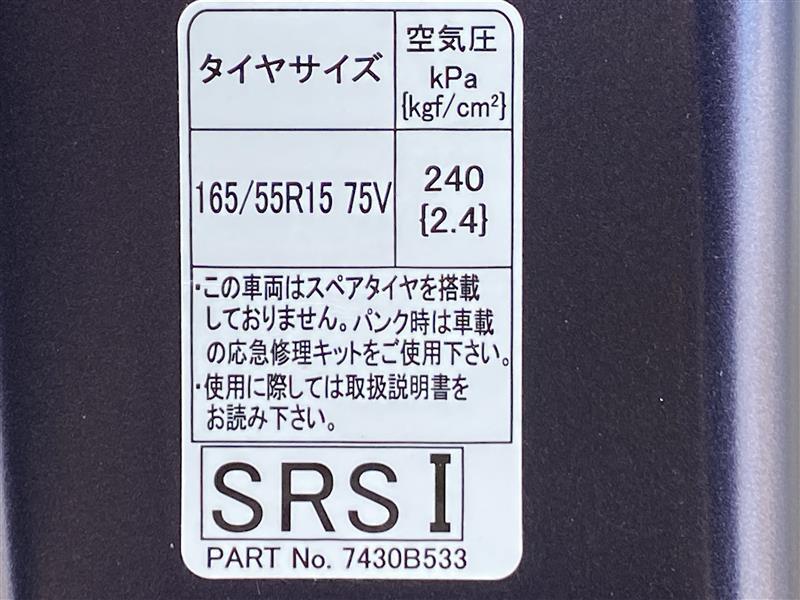 タイヤサイズ
空気圧
kPa
{kgf/cm²}
165/55R15 75V
240
{2.4}
・この車両はスペアタイヤを搭載
しておりません。パンク時は車載
の応急修理キットをご使用下さい。
・使用に際しては取扱説明書を
お読み下さい。
SRS I
PART No. 7430B533